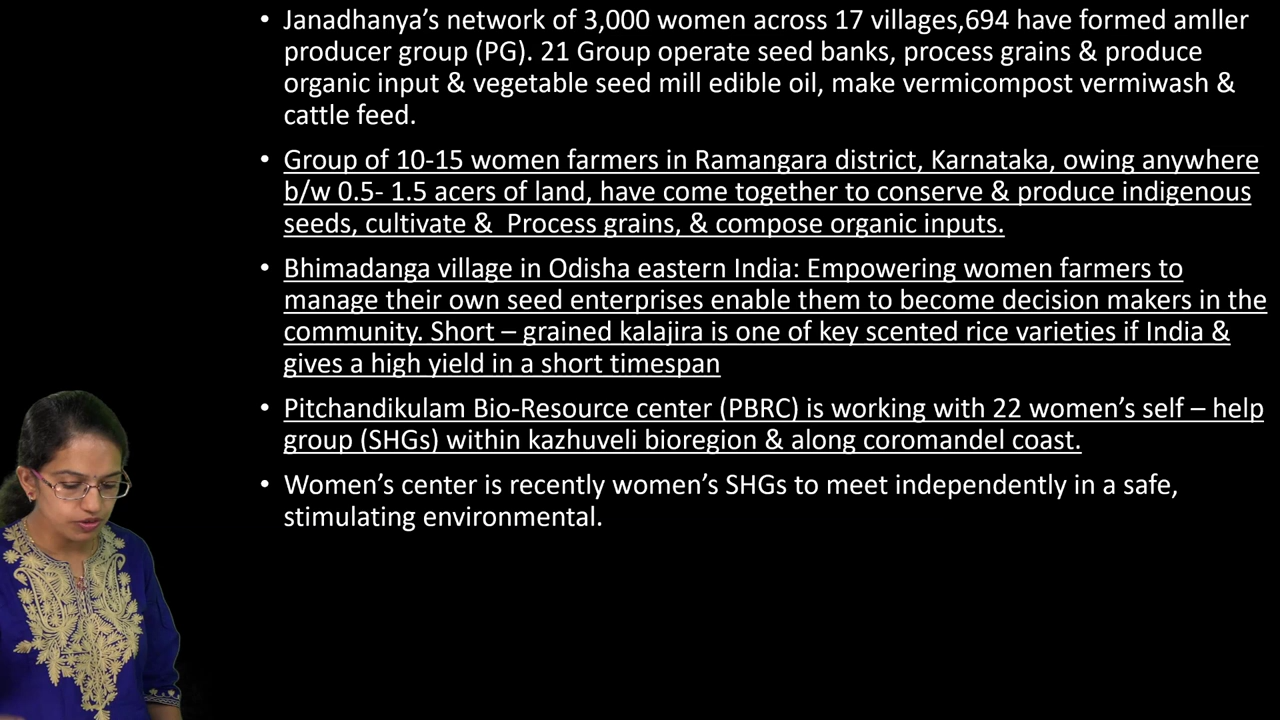 • Janadhanya’s network of 3,000 women across 17 villages,694 have formed amller
producer group (PG). 21 Group operate seed banks, process grains & produce
organic input & vegetable seed mill edible oil, make vermicompost vermiwash &
cattle feed.
• Group of 10-15 women farmers in Ramangara district, Karnataka, owing anywhere
b/w 0.5- 1.5 acers of land, have come together to conserve & produce indigenous
seeds, cultivate & Process grains, & compose organic inputs.
• Bhimadanga village in Odisha eastern India: Empowering women farmers to
manage their own seed enterprises enable them to become decision makers in the
community. Short – grained kalajira is one of key scented rice varieties if India &
gives a high yield in a short timespan
• Pitchandikulam Bio-Resource center (PBRC) is working with 22 women’s self – help
group (SHGs) within kazhuveli bioregion & along coromandel coast.
• Women’s center is recently women’s SHGs to meet independently in a safe,
stimulating environmental.